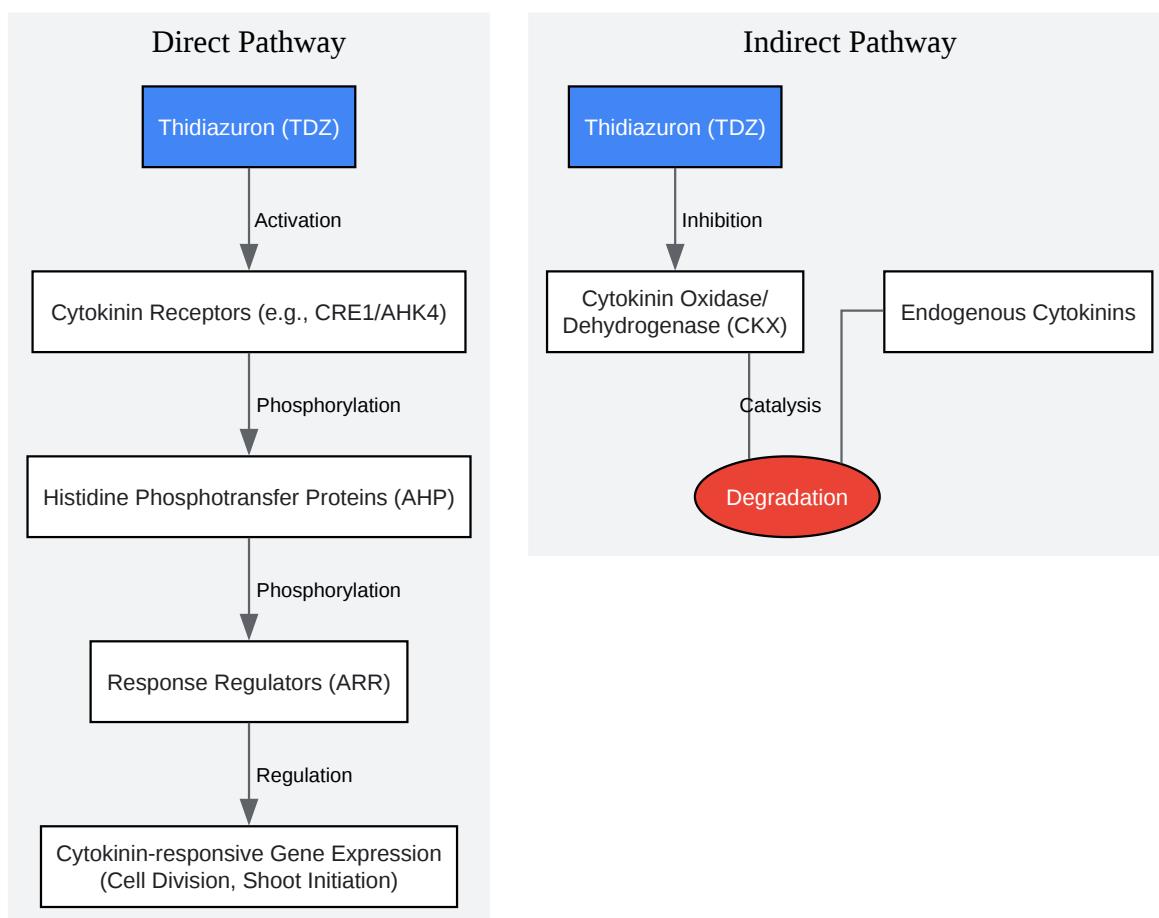 Direct Pathway
Thidiazuron (TDZ)
Activation
Cytokinin Receptors (e.g., CRE1/AHK4)
Phosphorylation
Histidine Phosphotransfer Proteins (AHP)
Phosphorylation
Response Regulators (ARR)
Regulation
Cytokinin-responsive Gene Expression
(Cell Division, Shoot Initiation)
Indirect Pathway
Thidiazuron (TDZ)
Inhibition
Cytokinin Oxidase/
Dehydrogenase (CKX)
Endogenous Cytokinins
Catalysis
Degradation